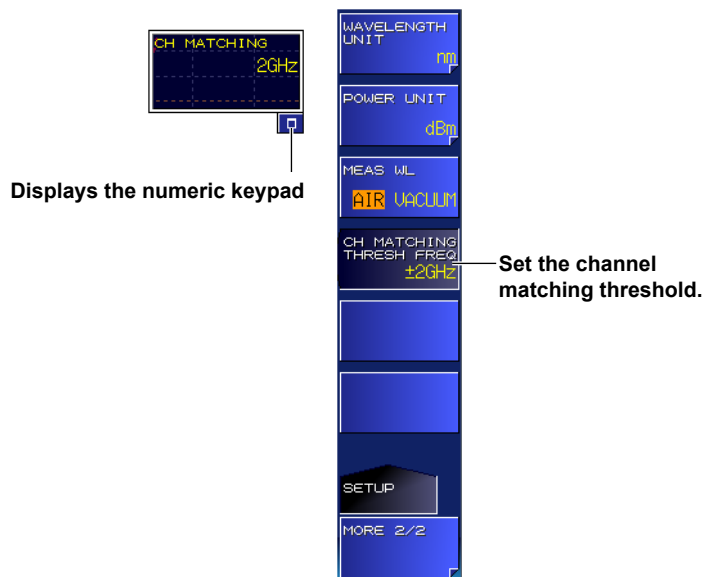 CH MATCHING
2GHz
Displays the numeric keypad
WAVELENGTH
UNIT
nm
POWER UNIT
dBm
MEAS WL
AIR VACUUM
CH MATCHING
THRESH FREQ
±2GHz
Set the channel
matching threshold.
SETUP
MORE 2/2